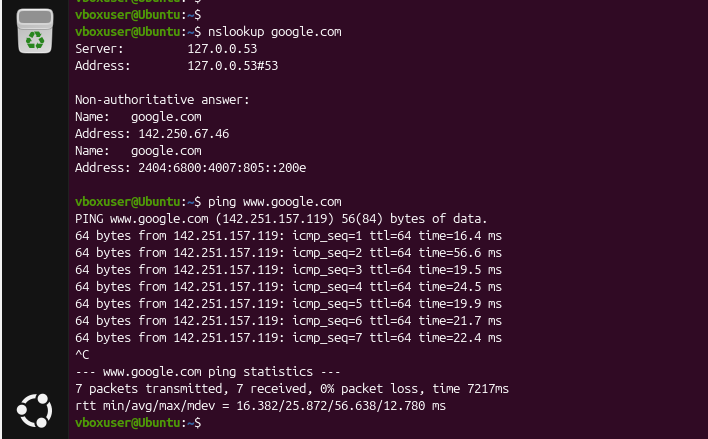 vboxuser@Ubuntu:~$
vboxuser@Ubuntu:~$
vboxuser@Ubuntu:~$ nslookup google.com
Server:         127.0.0.53
Address:        127.0.0.53#53

Non-authoritative answer:
Name:   google.com
Address: 142.250.67.46
Name:   google.com
Address: 2404:6800:4007:805::200e

vboxuser@Ubuntu:~$ ping www.google.com
PING www.google.com (142.251.157.119) 56(84) bytes of data.
64 bytes from 142.251.157.119: icmp_seq=1 ttl=64 time=16.4 ms
64 bytes from 142.251.157.119: icmp_seq=2 ttl=64 time=56.6 ms
64 bytes from 142.251.157.119: icmp_seq=3 ttl=64 time=19.5 ms
64 bytes from 142.251.157.119: icmp_seq=4 ttl=64 time=24.5 ms
64 bytes from 142.251.157.119: icmp_seq=5 ttl=64 time=19.9 ms
64 bytes from 142.251.157.119: icmp_seq=6 ttl=64 time=21.7 ms
64 bytes from 142.251.157.119: icmp_seq=7 ttl=64 time=22.4 ms
^C
--- www.google.com ping statistics ---
7 packets transmitted, 7 received, 0% packet loss, time 7217ms
rtt min/avg/max/mdev = 16.382/25.872/56.638/12.780 ms
vboxuser@Ubuntu:~$